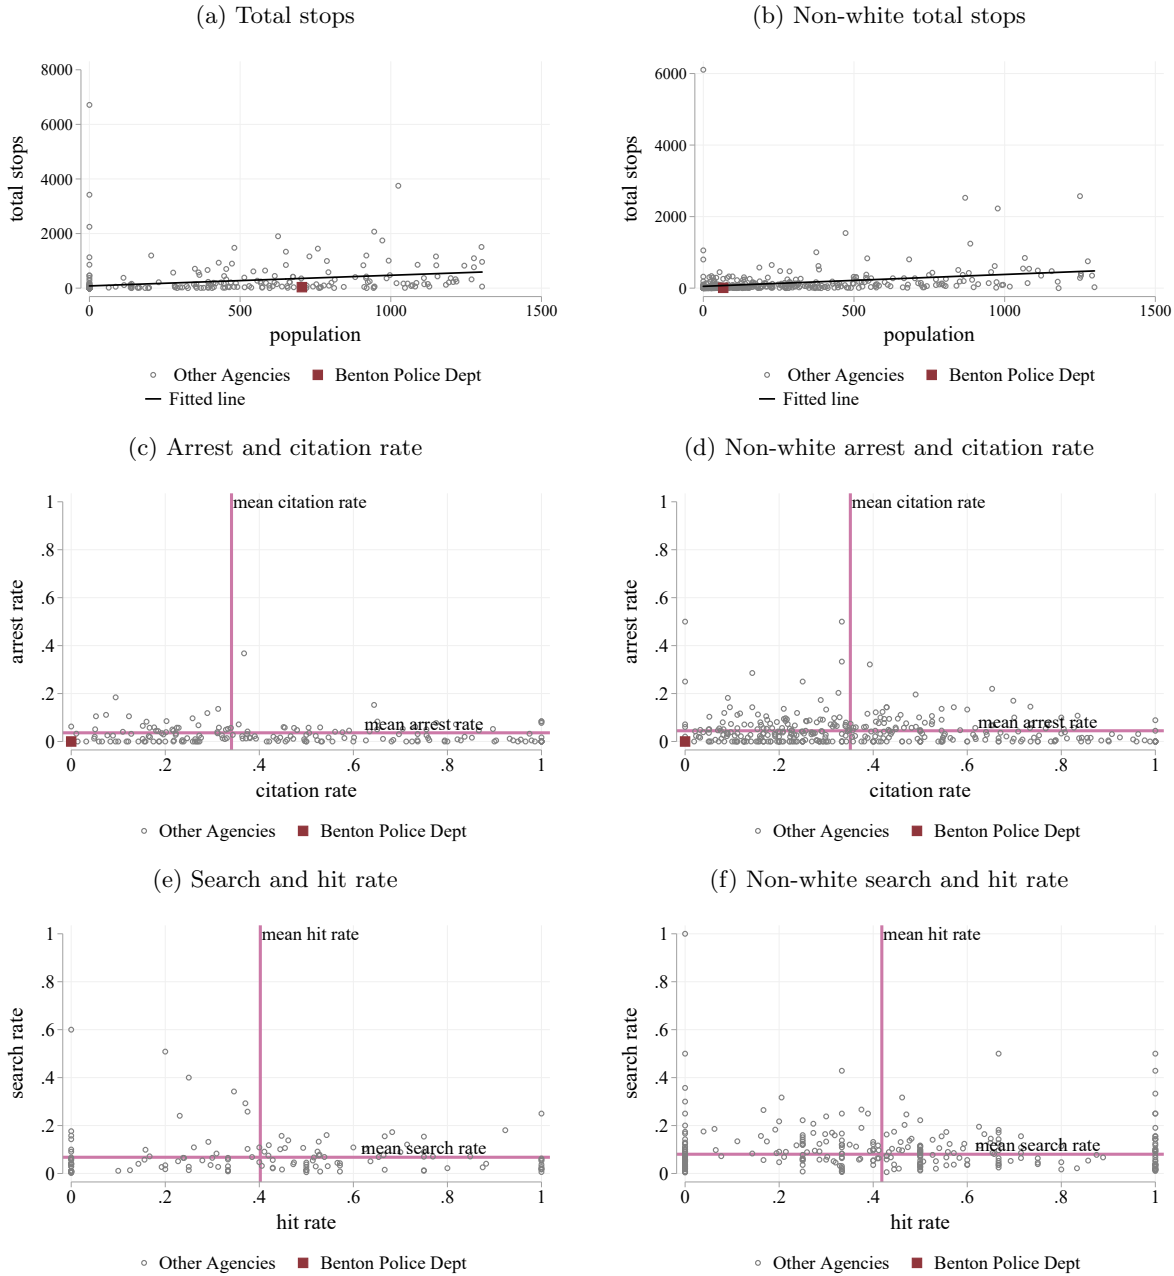 (a) Total stops
(b) Non-white total stops
8000
6000
4000
2000
0
total stops
0
500
1000
1500
population
Other Agencies
Benton Police Dept
Fitted line
6000
4000
2000
0
total stops
0
500
1000
1500
population
Other Agencies
Benton Police Dept
Fitted line
(c) Arrest and citation rate
(d) Non-white arrest and citation rate
1
.8
.6
.4
.2
0
arrest rate
mean citation rate
mean arrest rate
0
.2
.4
.6
.8
1
citation rate
Other Agencies
Benton Police Dept
1
.8
.6
.4
.2
0
arrest rate
mean citation rate
mean arrest rate
0
.2
.4
.6
.8
1
citation rate
Other Agencies
Benton Police Dept
(e) Search and hit rate
(f) Non-white search and hit rate
1
.8
.6
.4
.2
0
search rate
mean hit rate
mean search rate
0
.2
.4
.6
.8
1
hit rate
Other Agencies
Benton Police Dept
1
.8
.6
.4
.2
0
search rate
mean hit rate
mean search rate
0
.2
.4
.6
.8
1
hit rate
Other Agencies
Benton Police Dept